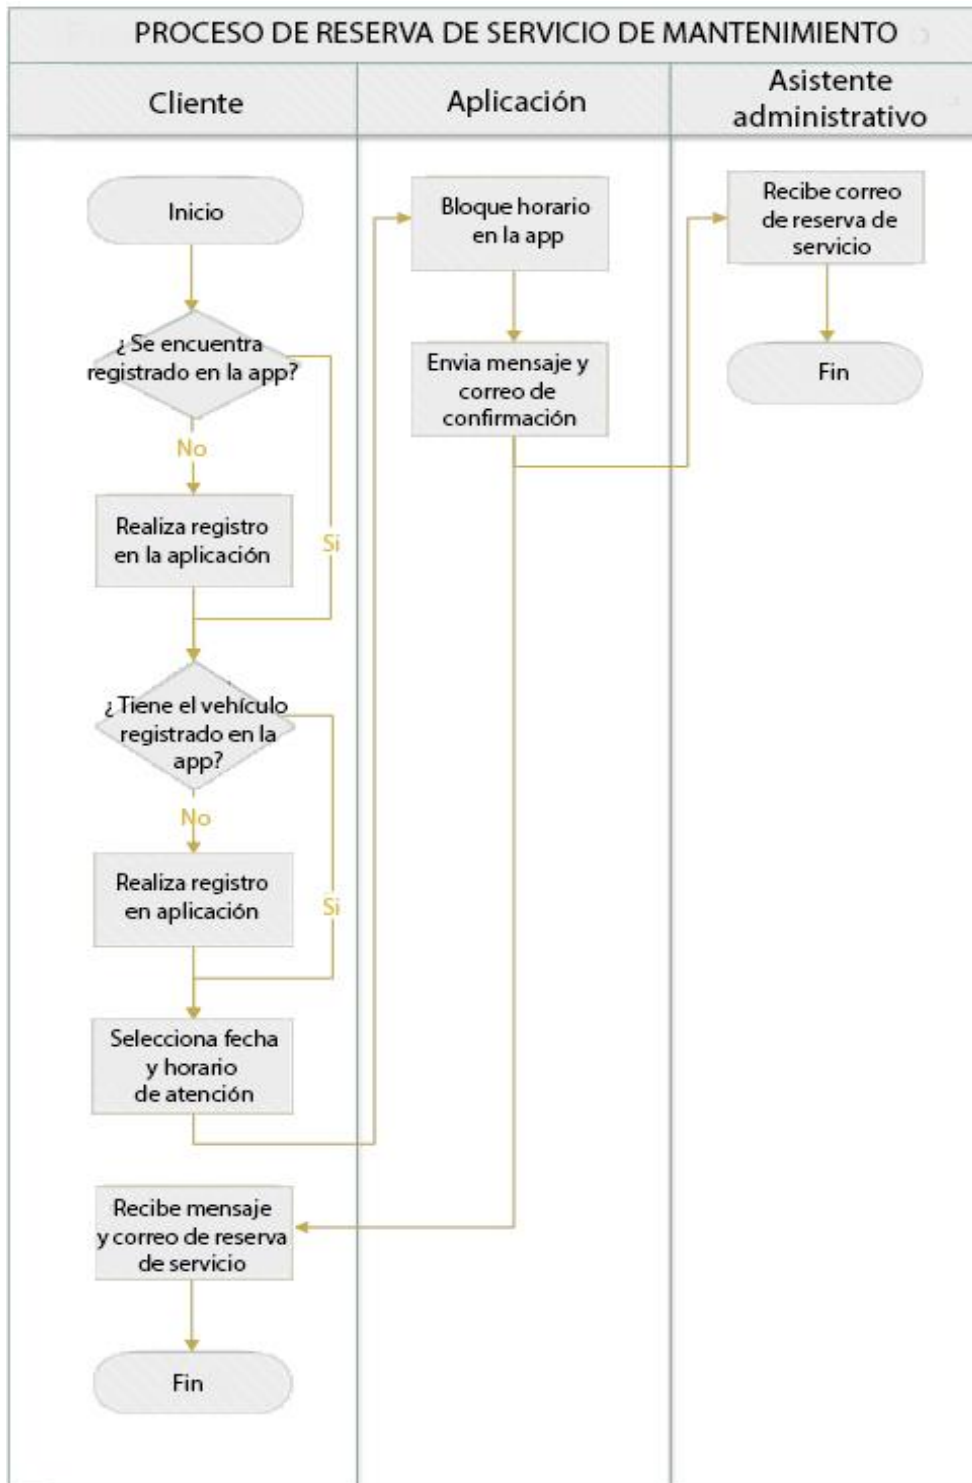 PROCESO DE RESERVA DE SERVICIO DE MANTENIMIENTO
Cliente
Aplicación
Asistente
administrativo
Inicio
¿Se encuentra
registrado en la app?
No
Si
Realiza registro
en la aplicación
¿Tiene el vehículo
registrado en la
app?
No
Si
Realiza registro
en aplicación
Selecciona fecha
y horario
de atención
Recibe mensaje
y correo de reserva
de servicio
Fin
Bloque horario
en la app
Envia mensaje y
correo de
confirmación
Recibe correo
de reserva de
servicio
Fin